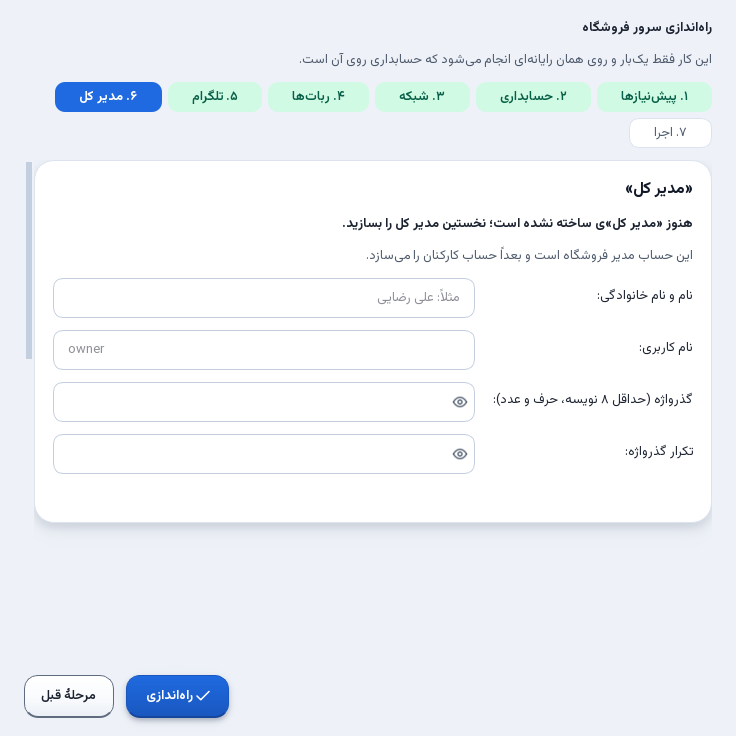 راه‌اندازی سرور فروشگاه
این کار فقط یک‌بار و روی همان رایانه‌ای انجام می‌شود که حسابداری روی آن است.
۱. پیش‌نیازها
۲. حسابداری
۳. شبکه
۴. ربات‌ها
۵. تلگرام
۶. مدیر کل
۷. اجرا
«مدیر کل»
هنوز «مدیر کل»ی ساخته نشده است؛ نخستین مدیر کل را بسازید.
این حساب مدیر فروشگاه است و بعداً حساب کارکنان را می‌سازد.
نام و نام خانوادگی:
مثلاً: علی رضایی
نام کاربری:
owner
گذرواژه (حداقل ۸ نویسه، حرف و عدد):
تکرار گذرواژه:
راه‌اندازی
مرحلهٔ قبل